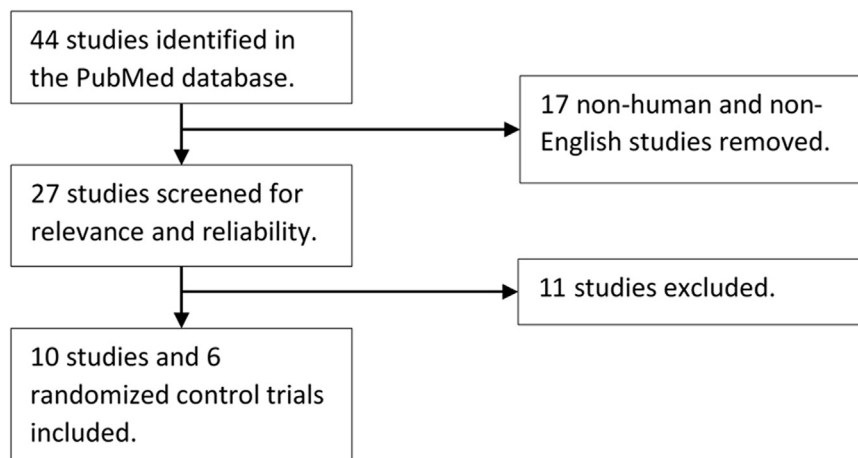 44 studies identified in
the PubMed database.
17 non-human and non-
English studies removed.
27 studies screened for
relevance and reliability.
11 studies excluded.
10 studies and 6
randomized control trials
included.